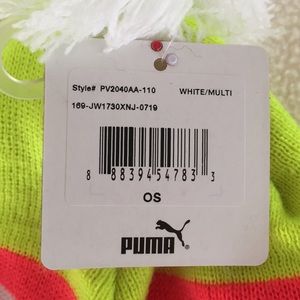 Style# PV2040AA-110 WHITE/MULTI
169-JW1730XNJ-0719
8 88394 54783 3
OS
PUMA